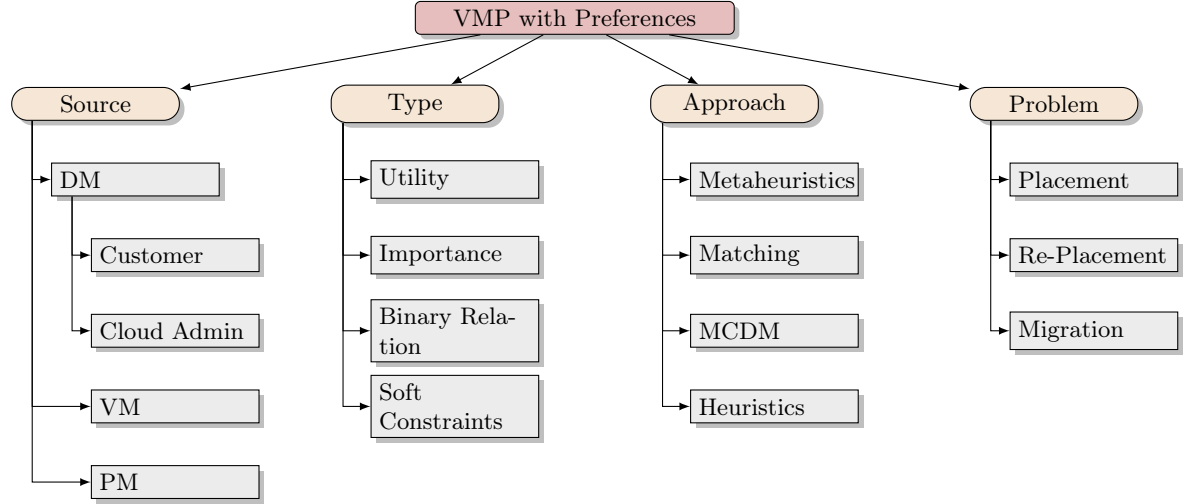 VMP with Preferences
Source
DM
Customer
Cloud Admin
VM
PM
Type
Utility
Importance
Binary Rela-
tion
Soft
Constraints
Approach
Metaheuristics
Matching
MCDM
Heuristics
Problem
Placement
Re-Placement
Migration